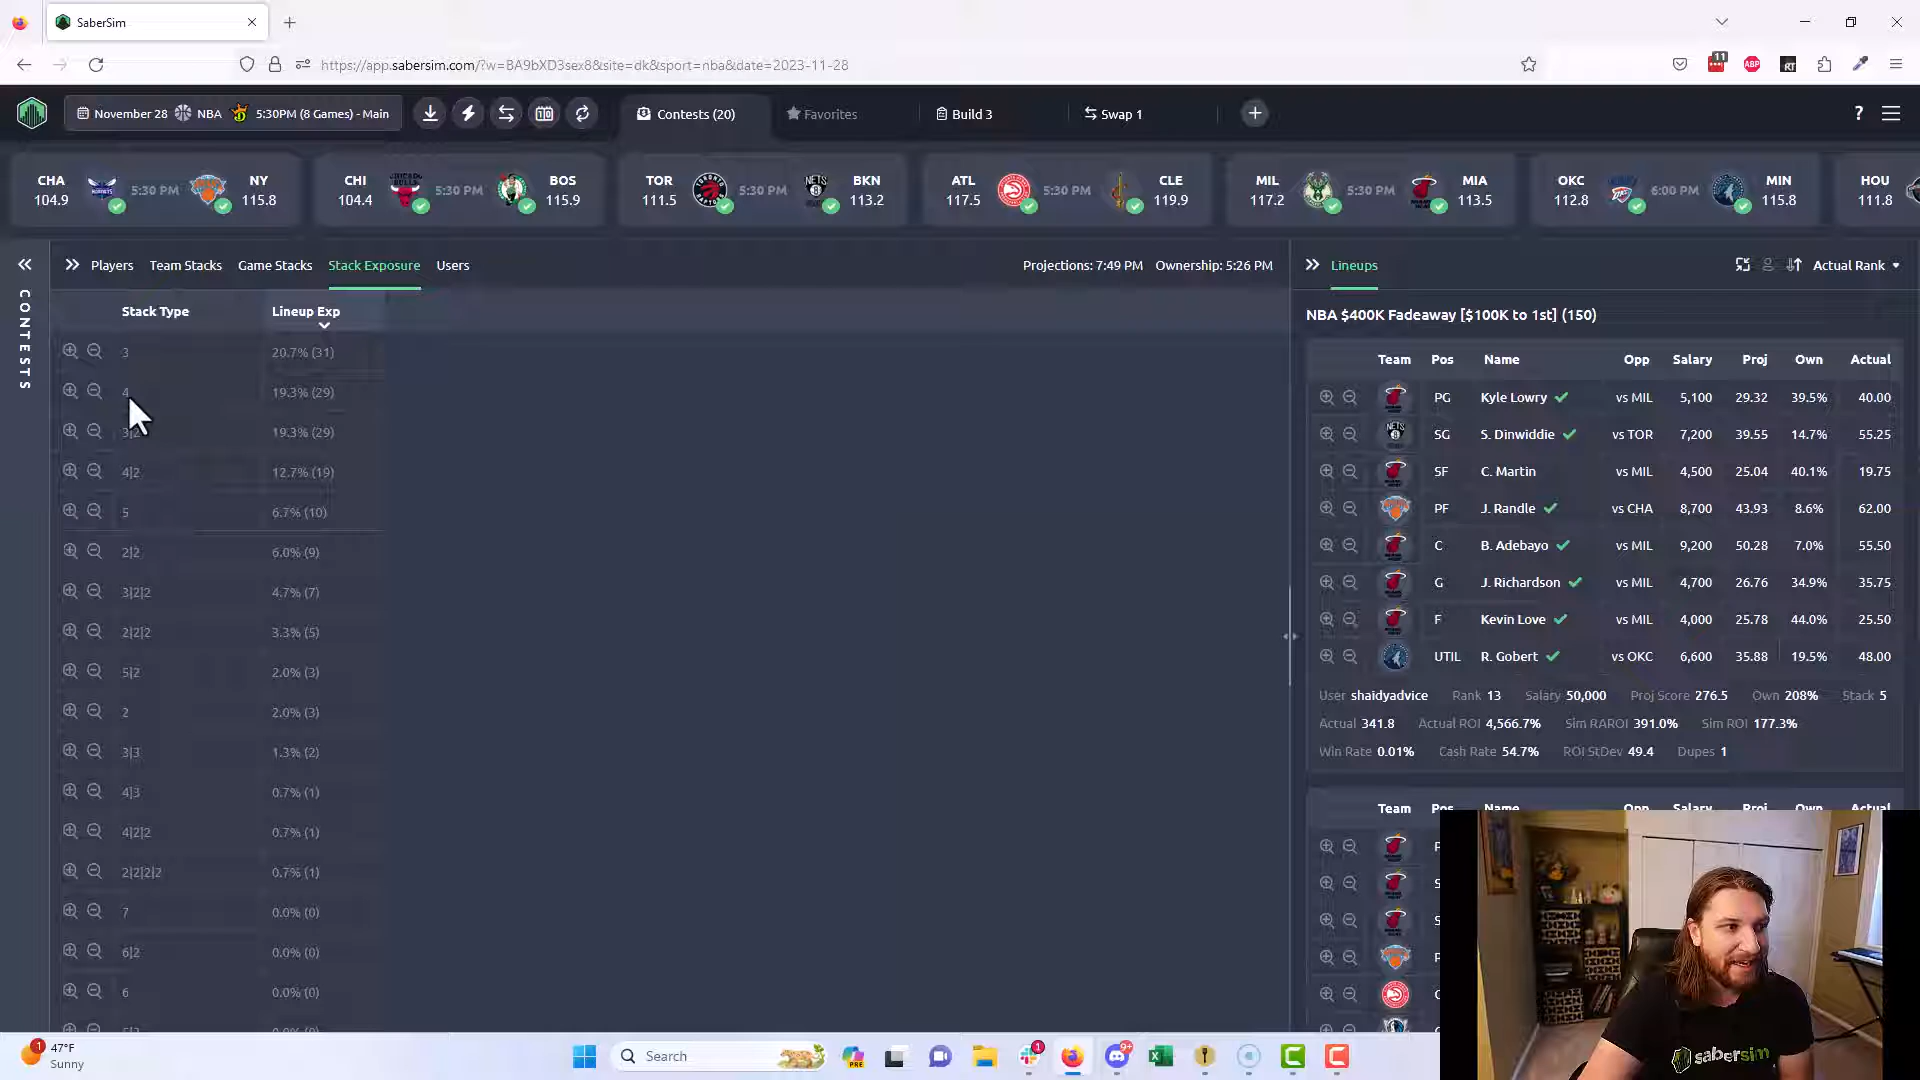 SaberSim
https://app.sabersim.com/?w=BA9bXD3sex8&site=dk&sport=nba&date=2023-11-28
11
ABP
RT
November 28 NBA 5:30PM (8 Games) - Main
Contests (20)
Favorites
Build 3
Swap 1
?
CHA 104.9 5:30 PM NY 115.8
CHI 104.4 5:30 PM BOS 115.9
TOR 111.5 5:30 PM BKN 113.2
ATL 117.5 5:30 PM CLE 119.9
MIL 117.2 5:30 PM MIA 113.5
OKC 112.8 6:00 PM MIN 115.8
HOU 111.8
CONTESTS
Players Team Stacks Game Stacks Stack Exposure Users
Projections: 7:49 PM Ownership: 5:26 PM
Stack Type Lineup Exp
3 20.7% (31)
4 19.3% (29)
3|2 19.3% (29)
4|2 12.7% (19)
5 6.7% (10)
2|2 6.0% (9)
3|2|2 4.7% (7)
2|2|2 3.3% (5)
5|2 2.0% (3)
2 2.0% (3)
3|3 1.3% (2)
4|3 0.7% (1)
4|2|2 0.7% (1)
2|2|2|2 0.7% (1)
7 0.0% (0)
6|2 0.0% (0)
6 0.0% (0)
Lineups
Actual Rank
NBA $400K Fadeaway [$100K to 1st] (150)
Team Pos Name Opp Salary Proj Own Actual
PG Kyle Lowry vs MIL 5,100 29.32 39.5% 40.00
SG S. Dinwiddie vs TOR 7,200 39.55 14.7% 55.25
SF C. Martin vs MIL 4,500 25.04 40.1% 19.75
PF J. Randle vs CHA 8,700 43.93 8.6% 62.00
C B. Adebayo vs MIL 9,200 50.28 7.0% 55.50
G J. Richardson vs MIL 4,700 26.76 34.9% 35.75
F Kevin Love vs MIL 4,000 25.78 44.0% 25.50
UTIL R. Gobert vs OKC 6,600 35.88 19.5% 48.00
User shaidyadvice Rank 13 Salary 50,000 Proj Score 276.5 Own 208% Stack 5
Actual 341.8 Actual ROI 4,566.7% Sim RAROI 391.0% Sim ROI 177.3%
Win Rate 0.01% Cash Rate 54.7% ROI StDev 49.4 Dupes 1
Team Pos Name Opp Salary Proj Own Actual
sabersim
1
47°F
Sunny
Search
PRE
1
9+